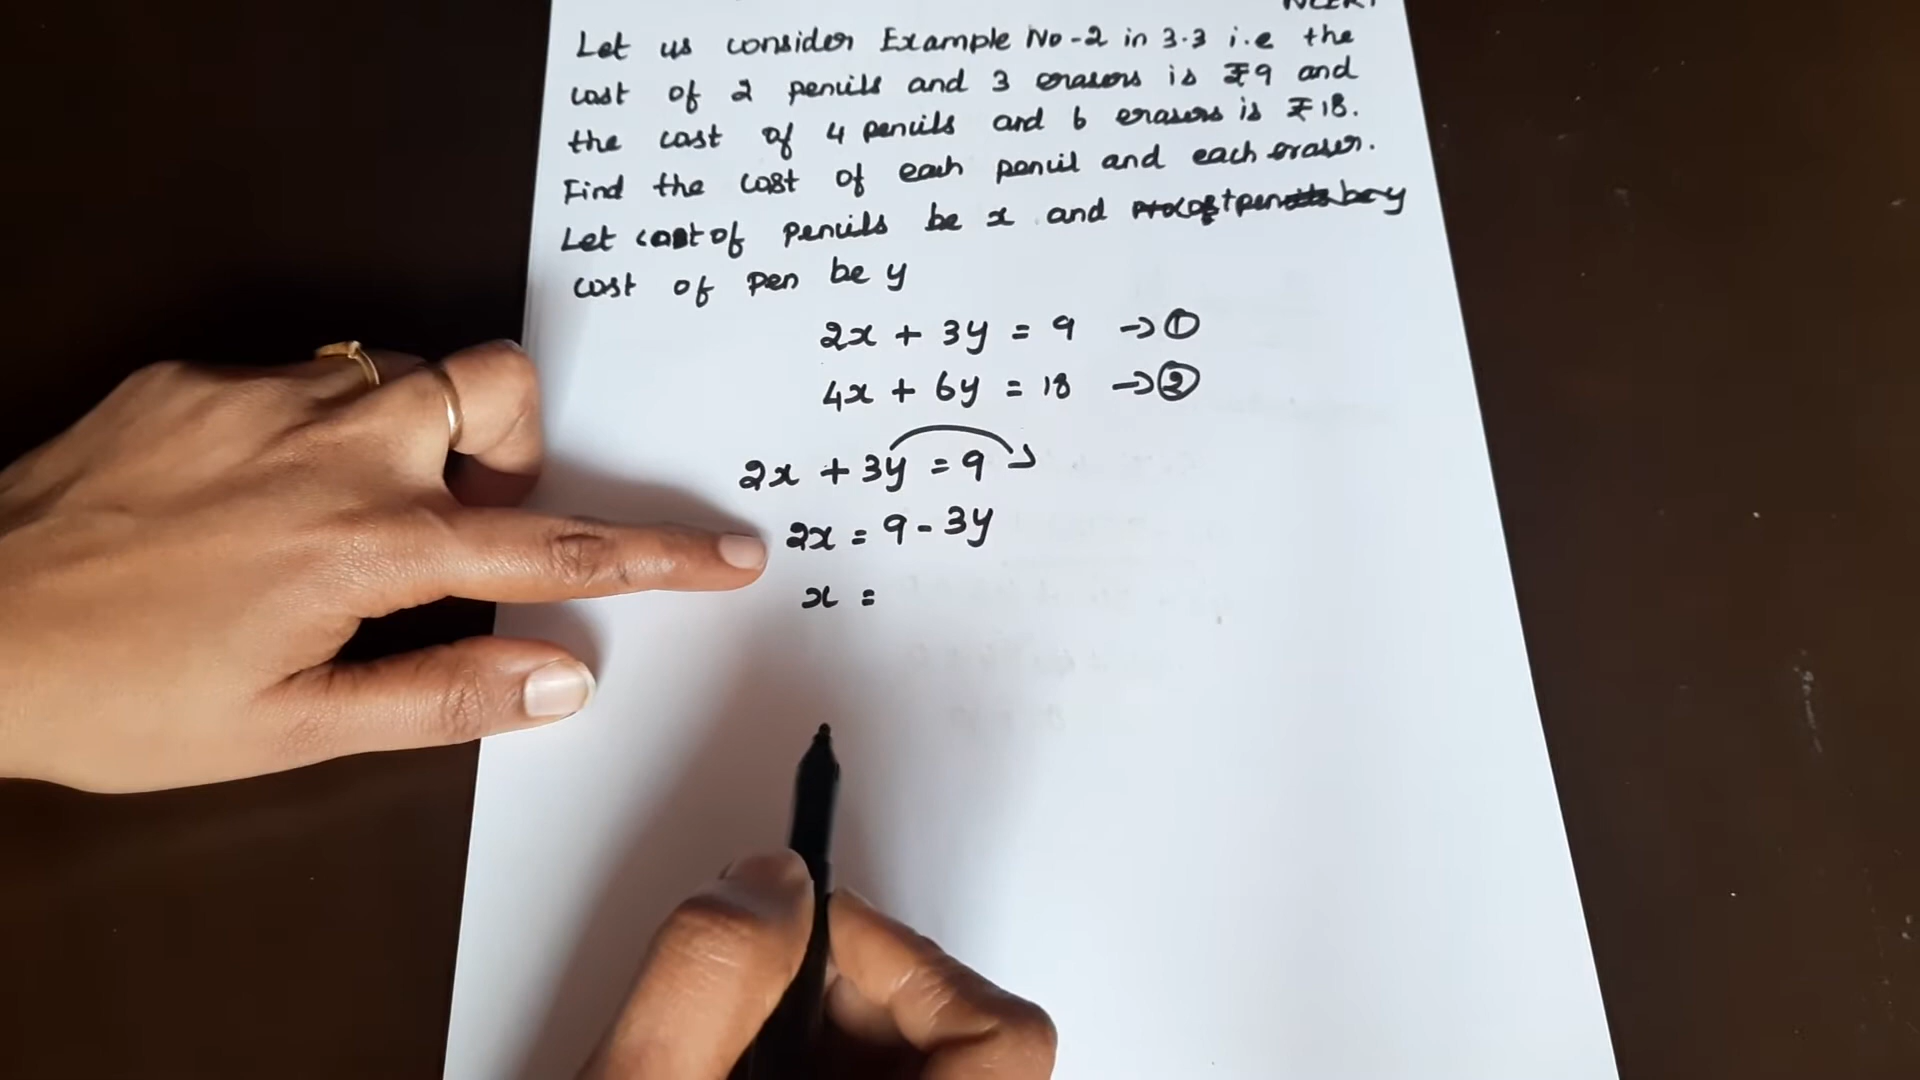 Let us consider Example No-2 in 3.3 i.e the
cost of 2 pencils and 3 erasers is ₹9 and
the cost of 4 pencils and 6 erasers is ₹18.
Find the cost of each pencil and each eraser.
Let cost of pencils be x and
cost of pen be y
2x + 3y = 9 → ①
4x + 6y = 18 → ②
2x + 3y = 9
2x = 9 - 3y
x =